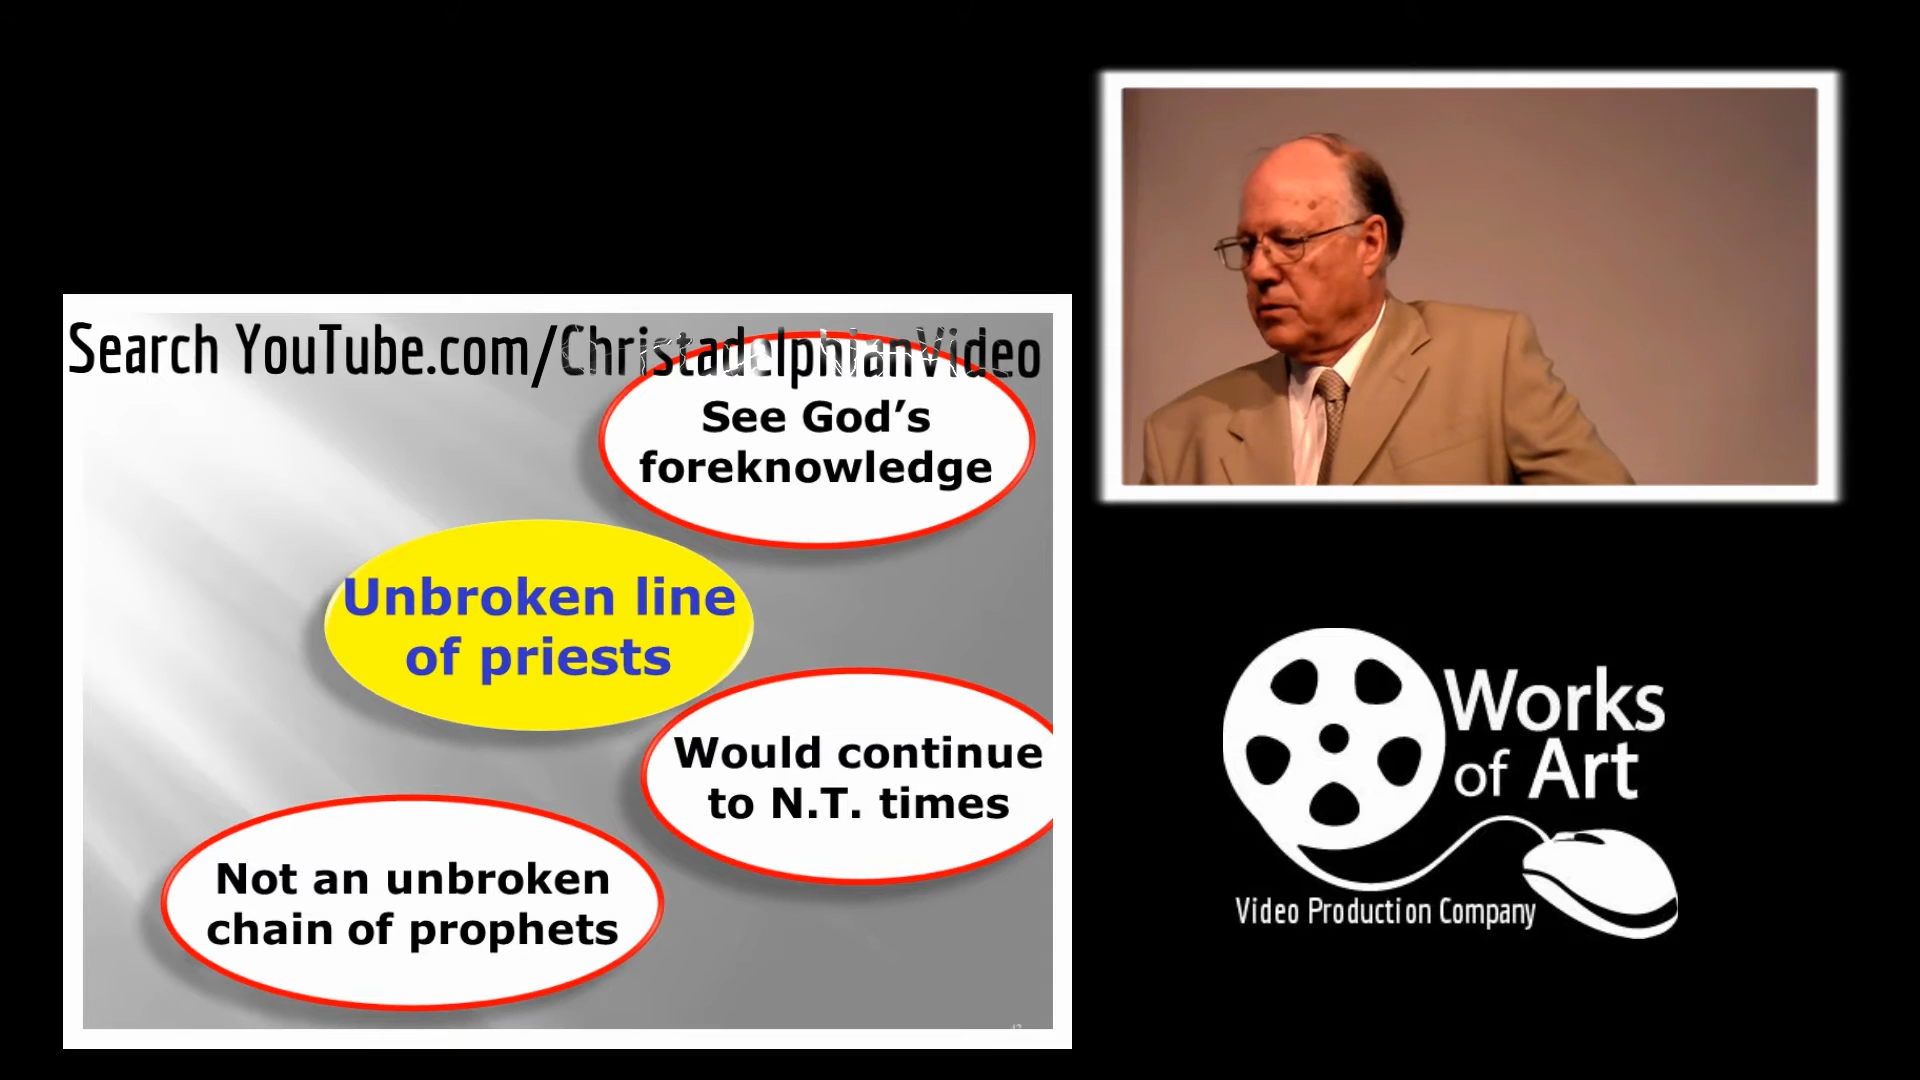 Search YouTube.com/ChristadelphianVideo
See God’s
foreknowledge
Unbroken line
of priests
Would continue
to N.T. times
Not an unbroken
chain of prophets
Works
of Art
Video Production Company